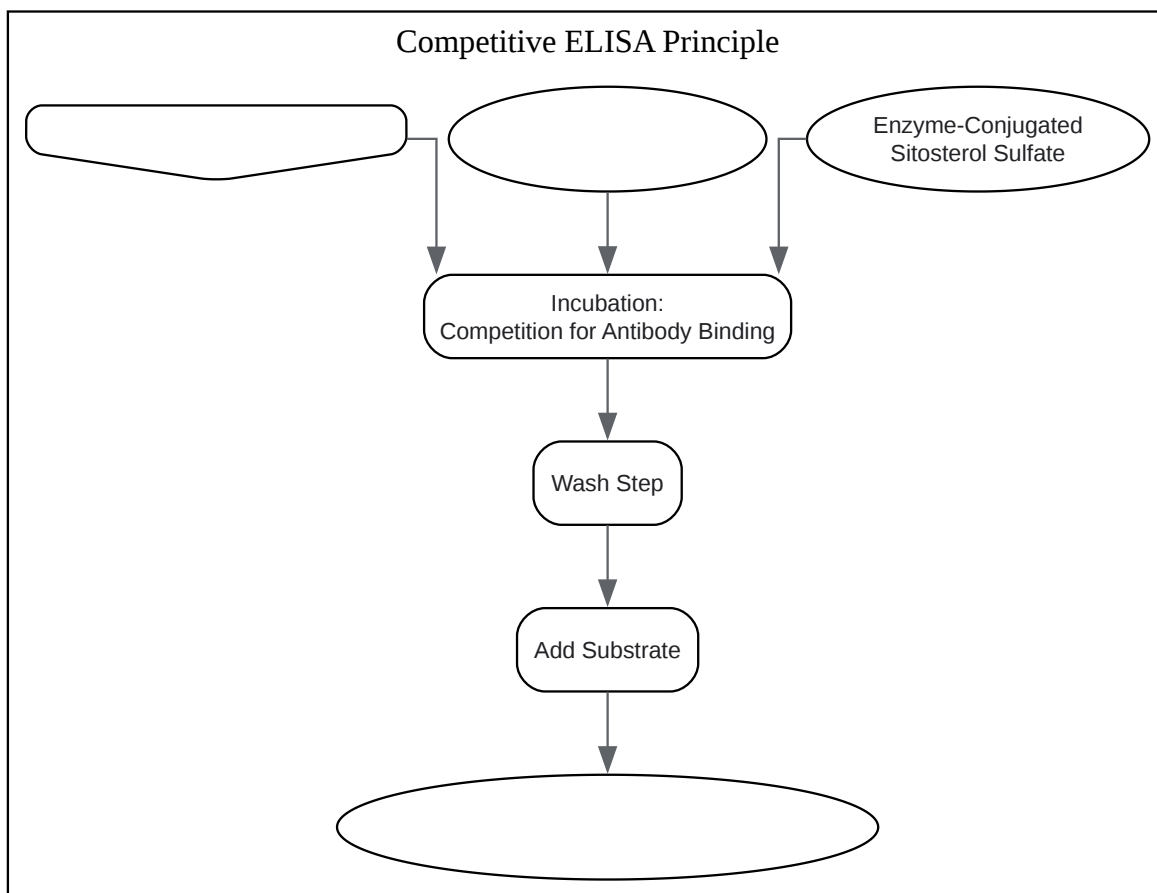 Competitive ELISA Principle
Enzyme-Conjugated
Sitosterol Sulfate
Incubation:
Competition for Antibody Binding
Wash Step
Add Substrate